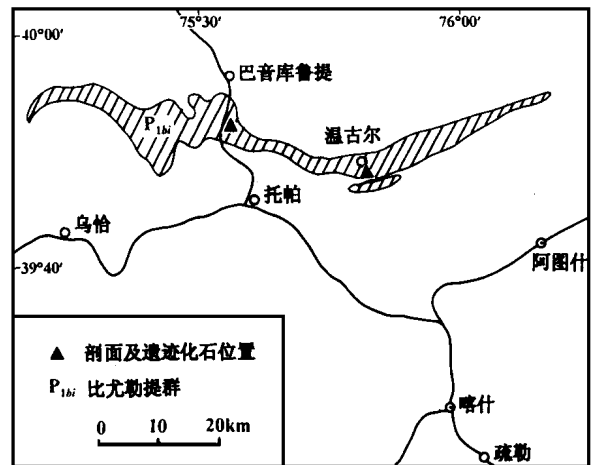 75°30′ 76°00′
40°00′
巴音库鲁提
P₁bi
温古尔
托帕
乌恰
39°40′
阿图什
▲ 剖面及遗迹化石位置
P₁bi 比尤勒提群
0 10 20km
喀什
疏勒